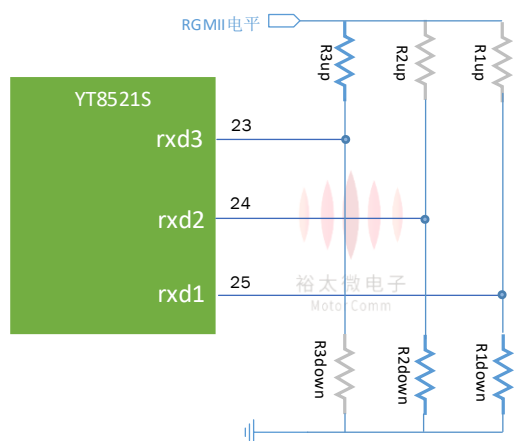 RGMII电平
R3up
R2up
R1up
YT8521S
rxd3
23
rxd2
24
rxd1
25
裕太微电子
MotorComm
R3down
R2down
R1down